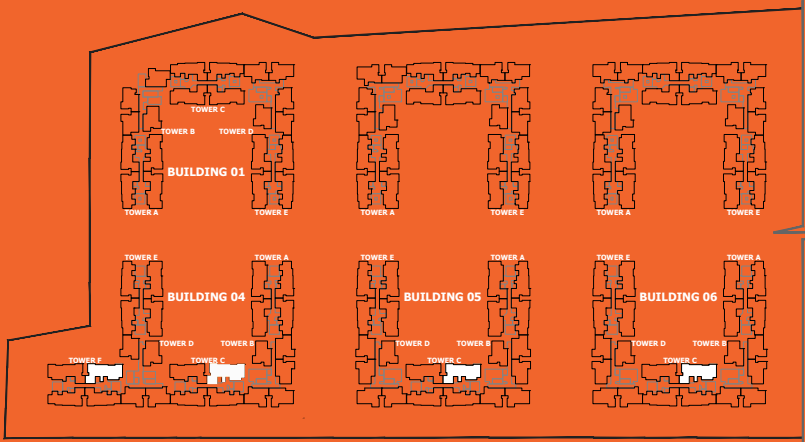 TOWER C
TOWER B TOWER D
BUILDING 01
TOWER A TOWER E TOWER A TOWER E TOWER A TOWER E
TOWER E TOWER A TOWER E TOWER A TOWER E TOWER A
BUILDING 04 BUILDING 05 BUILDING 06
TOWER D TOWER B TOWER D TOWER B TOWER D TOWER B
TOWER F TOWER C TOWER C TOWER C